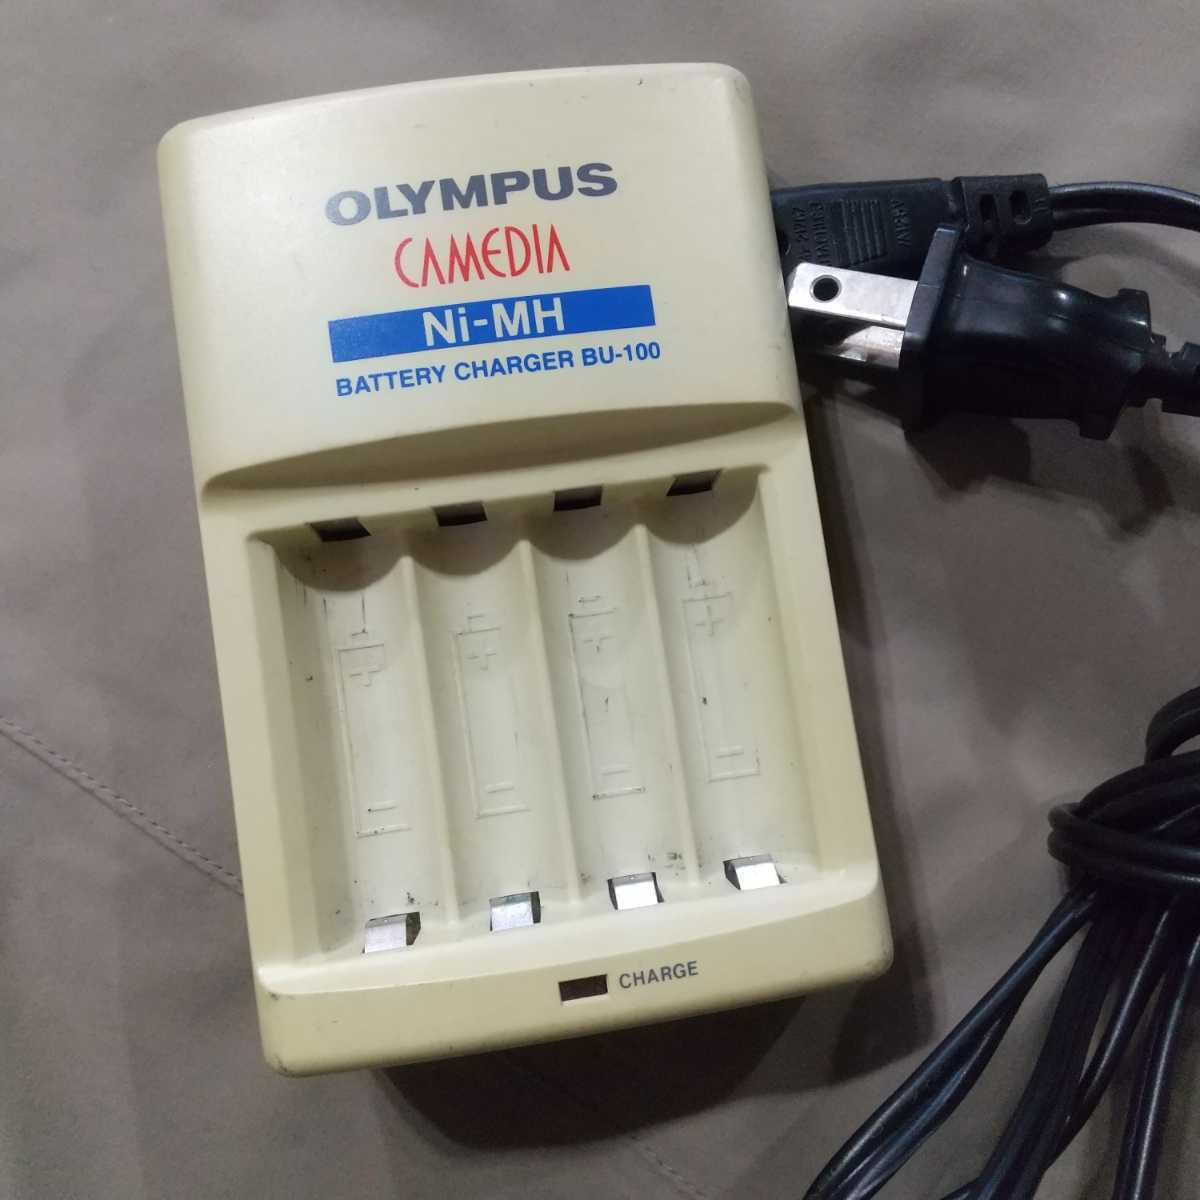 OLYMPUS
CAMEDIA
Ni-MH
BATTERY CHARGER BU-100
CHARGE